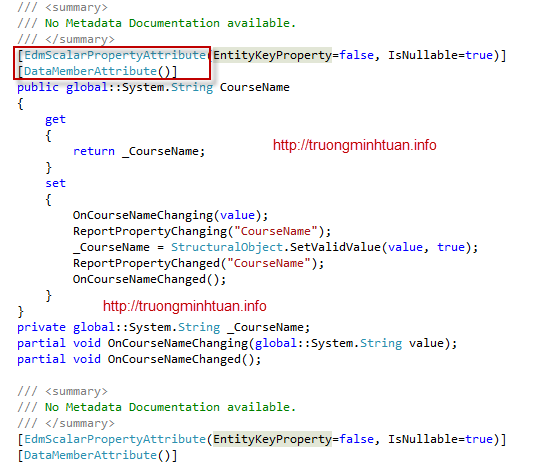 /// <summary>
/// No Metadata Documentation available.
/// </summary>
[EdmScalarPropertyAttribute(EntityKeyProperty=false, IsNullable=true)]
[DataMemberAttribute()]
public global::System.String CourseName
{
    get
    {
        return _CourseName;
http://truongminhtuan.info
    }
    set
    {
        OnCourseNameChanging(value);
        ReportPropertyChanging("CourseName");
        _CourseName = StructuralObject.SetValidValue(value, true);
        ReportPropertyChanged("CourseName");
        OnCourseNameChanged();
    }
http://truongminhtuan.info
}
private global::System.String _CourseName;
partial void OnCourseNameChanging(global::System.String value);
partial void OnCourseNameChanged();
/// <summary>
/// No Metadata Documentation available.
/// </summary>
[EdmScalarPropertyAttribute(EntityKeyProperty=false, IsNullable=true)]
[DataMemberAttribute()]